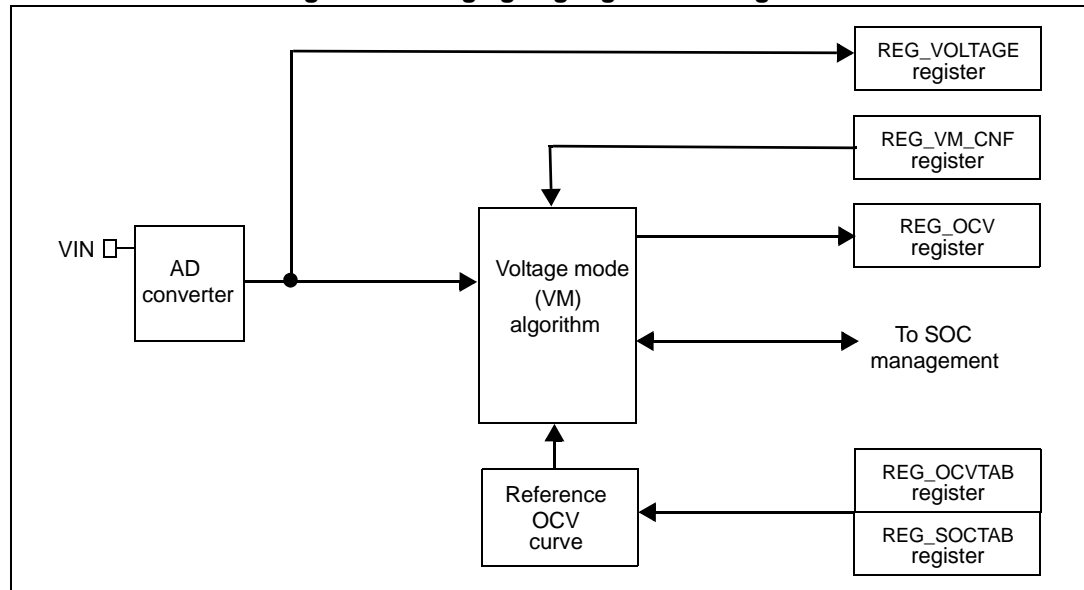 REG_VOLTAGE
register
REG_VM_CNF
register
REG_OCV
register
VIN
AD
converter
Voltage mode
(VM)
algorithm
To SOC
management
Reference
OCV
curve
REG_OCVTAB
register
REG_SOCTAB
register